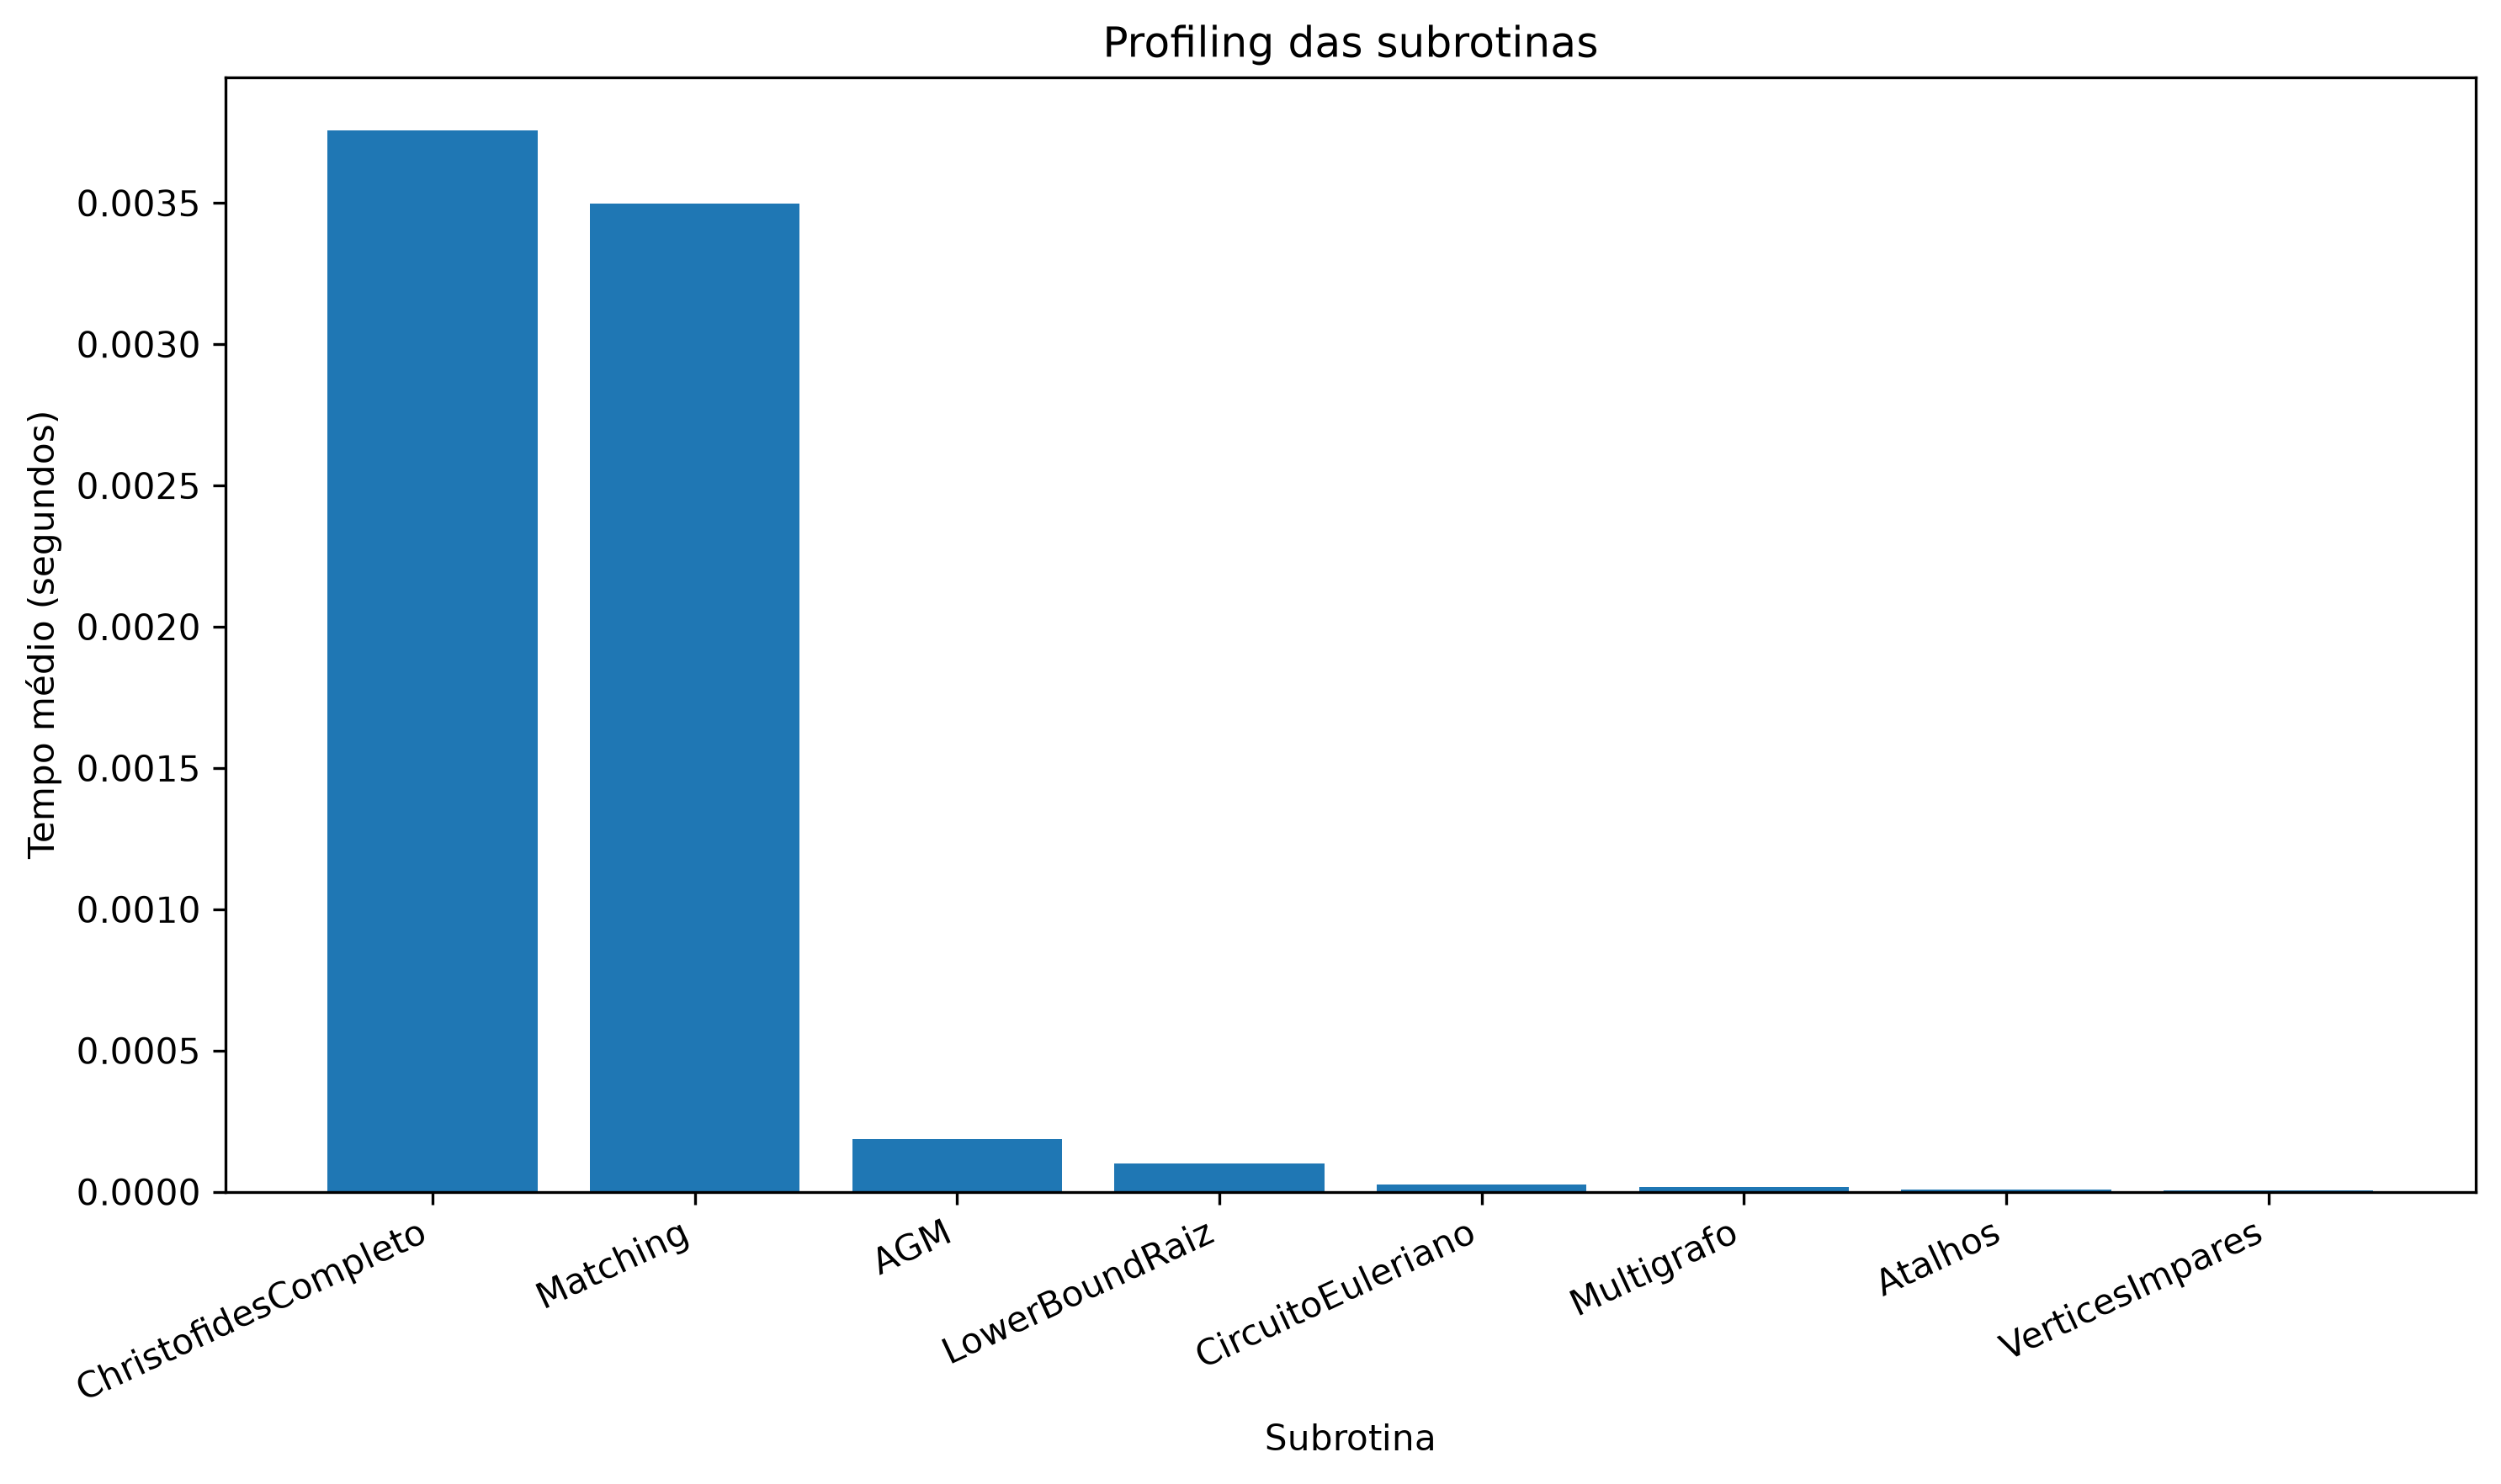 Profiling das subrotinas
Tempo médio (segundos)
0.0035
0.0030
0.0025
0.0020
0.0015
0.0010
0.0005
0.0000
ChristofidesCompleto
Matching
AGM
LowerBoundRaiz
CircuitoEuleriano
Multigrafo
Atalhos
VerticesImpares
Subrotina